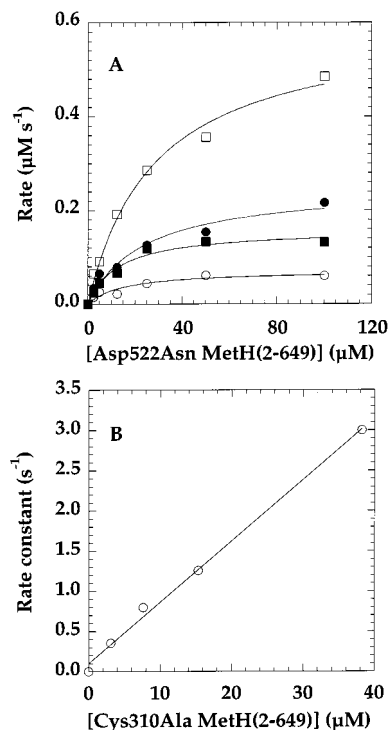 A
Rate (µM s⁻¹)
0.6
0.4
0.2
0.0
0 40 80 120
[Asp522Asn MetH(2-649)] (µM)
B
Rate constant (s⁻¹)
3.5
3.0
2.5
2.0
1.5
1.0
0.5
0.0
0 10 20 30 40
[Cys310Ala MetH(2-649)] (µM)